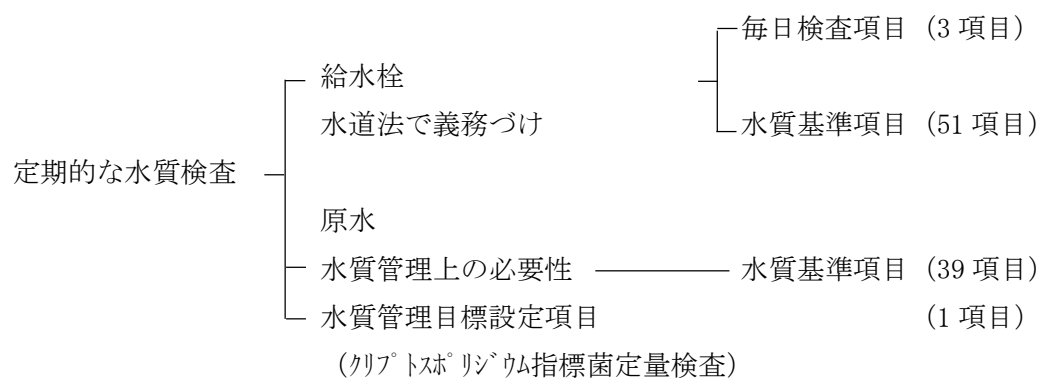 毎日検査項目（3 項目）
給水栓
水道法で義務づけ
水質基準項目（51 項目）
定期的な水質検査
原水
水質管理上の必要性
水質基準項目（39 項目）
水質管理目標設定項目
（1 項目）
（ｸﾘﾌﾟﾄｽﾎﾟﾘｼﾞｳﾑ指標菌定量検査）